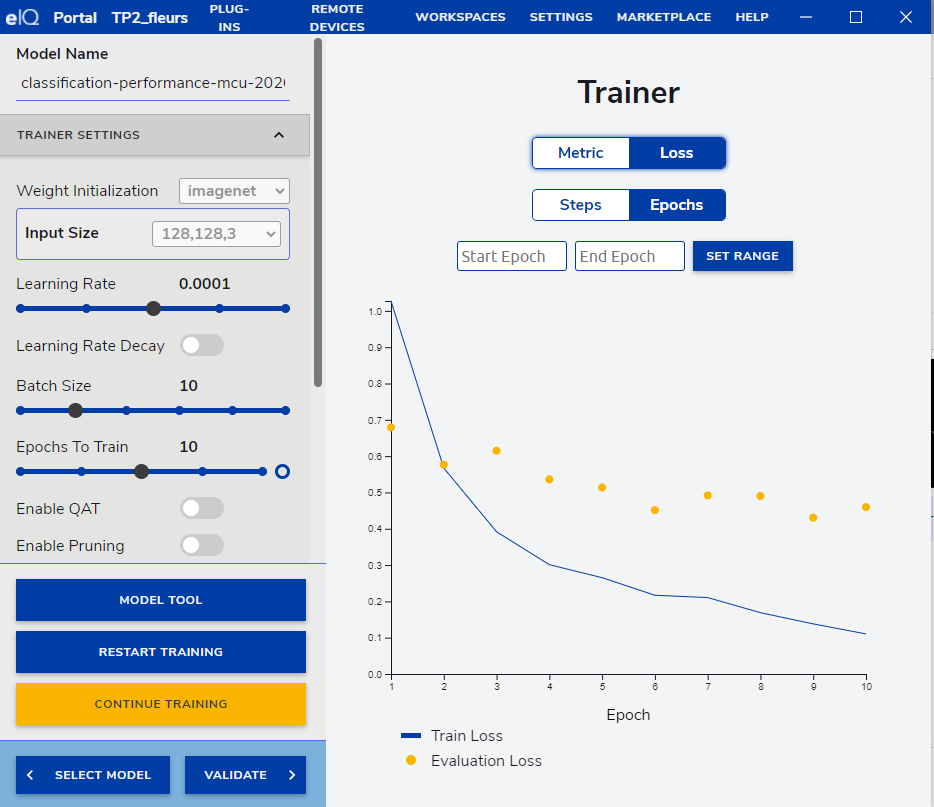 eIQ Portal TP2_fleurs PLUG-INS REMOTE DEVICES WORKSPACES SETTINGS MARKETPLACE HELP
Model Name
classification-performance-mcu-202
TRAINER SETTINGS
Weight Initialization imagenet
Input Size 128,128,3
Learning Rate 0.0001
Learning Rate Decay
Batch Size 10
Epochs To Train 10
Enable QAT
Enable Pruning
MODEL TOOL
RESTART TRAINING
CONTINUE TRAINING
SELECT MODEL VALIDATE
Trainer
Metric Loss
Steps Epochs
Start Epoch End Epoch SET RANGE
1.0
0.9
0.8
0.7
0.6
0.5
0.4
0.3
0.2
0.1
0.0
1 2 3 4 5 6 7 8 9 10
Epoch
Train Loss
Evaluation Loss